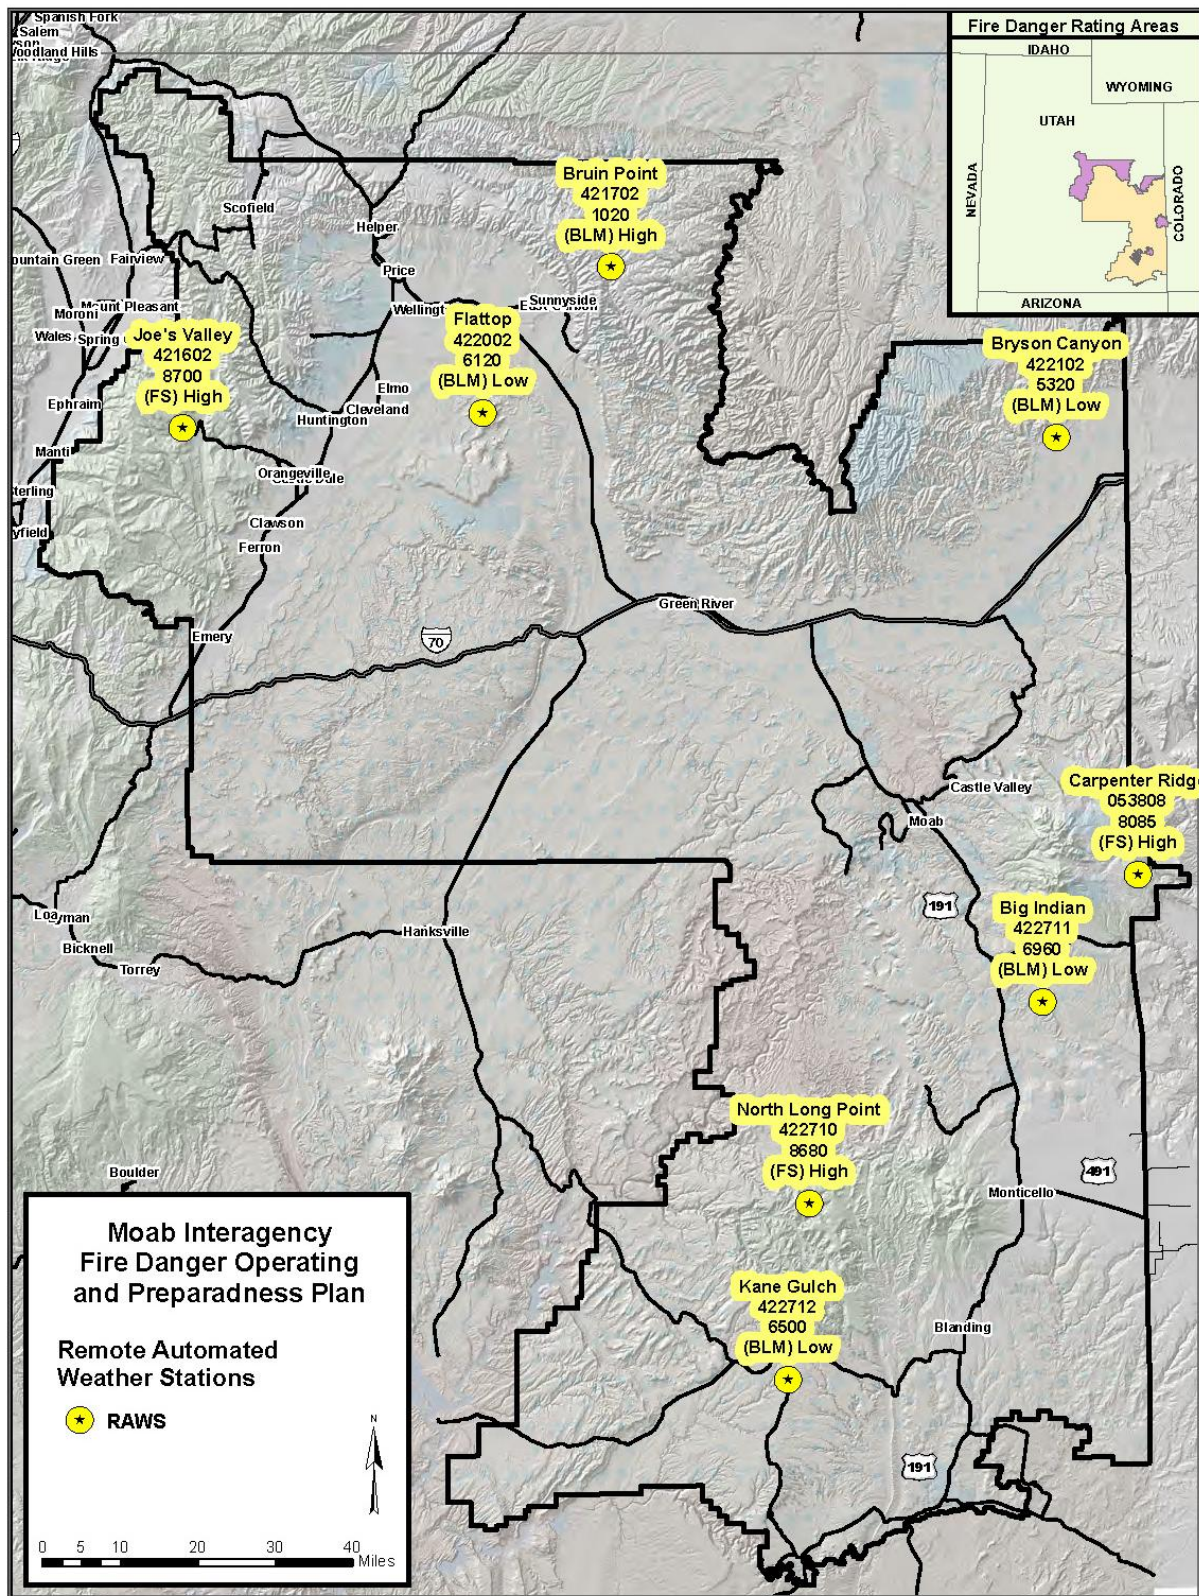 Spanish Fork
Salem
Woodland Hills
Fire Danger Rating Areas
IDAHO
WYOMING
UTAH
NEVADA
COLORADO
ARIZONA
Bruin Point
421702
1020
(BLM) High
Scofield
Helper
Fairview
Price
Mount Pleasant
Moroni
Wellington
Sunnyside
Wales
Spring
Joe's Valley
421602
8700
(FS) High
Flattop
422002
6120
(BLM) Low
Bryson Canyon
422102
5320
(BLM) Low
Elmo
Cleveland
Huntington
Ephraim
Manti
Orangeville
Clawson
Ferron
Emery
70
Green River
Castle Valley
Moab
Carpenter Ridge
053808
8085
(FS) High
191
Big Indian
422711
6960
(BLM) Low
Hanksville
Bicknell
Torrey
North Long Point
422710
8680
(FS) High
491
Monticello
Boulder
Kane Gulch
422712
6500
(BLM) Low
Blanding
191
Moab Interagency
Fire Danger Operating
and Preparadness Plan
Remote Automated
Weather Stations
RAWS
N
0 5 10 20 30 40
Miles